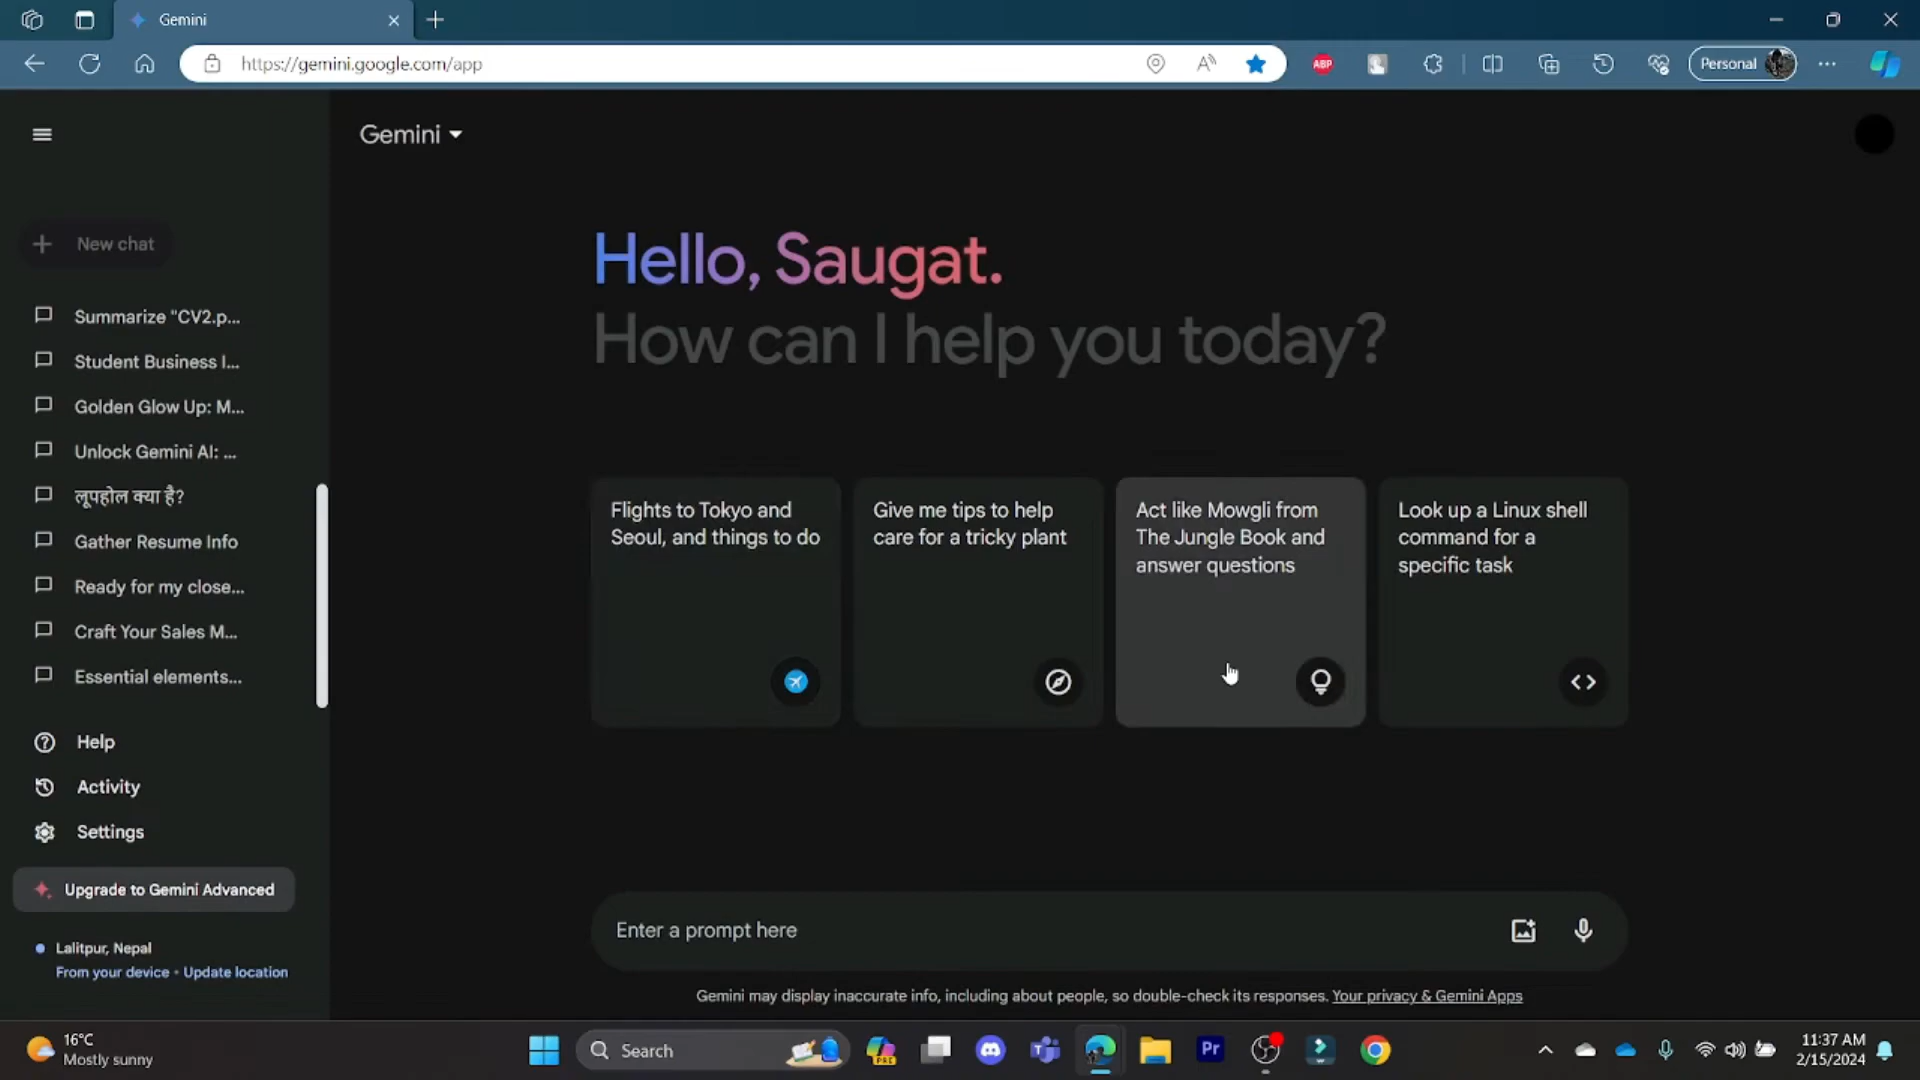 Gemini
https://gemini.google.com/app
ABP
Personal
Gemini
New chat
Summarize "CV2.p...
Student Business I...
Golden Glow Up: M...
Unlock Gemini AI: ...
लूपहोल क्या है?
Gather Resume Info
Ready for my close...
Craft Your Sales M...
Essential elements...
Help
Activity
Settings
Upgrade to Gemini Advanced
Lalitpur, Nepal
From your device • Update location
Hello, Saugat.
How can I help you today?
Flights to Tokyo and
Seoul, and things to do
Give me tips to help
care for a tricky plant
Act like Mowgli from
The Jungle Book and
answer questions
Look up a Linux shell
command for a
specific task
Enter a prompt here
Gemini may display inaccurate info, including about people, so double-check its responses. Your privacy & Gemini Apps
16°C
Mostly sunny
Search
PRE
Pr
11:37 AM
2/15/2024